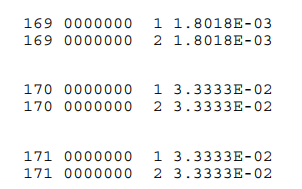 169 0000000 1 1.8018E-03
169 0000000 2 1.8018E-03
170 0000000 1 3.3333E-02
170 0000000 2 3.3333E-02
171 0000000 1 3.3333E-02
171 0000000 2 3.3333E-02